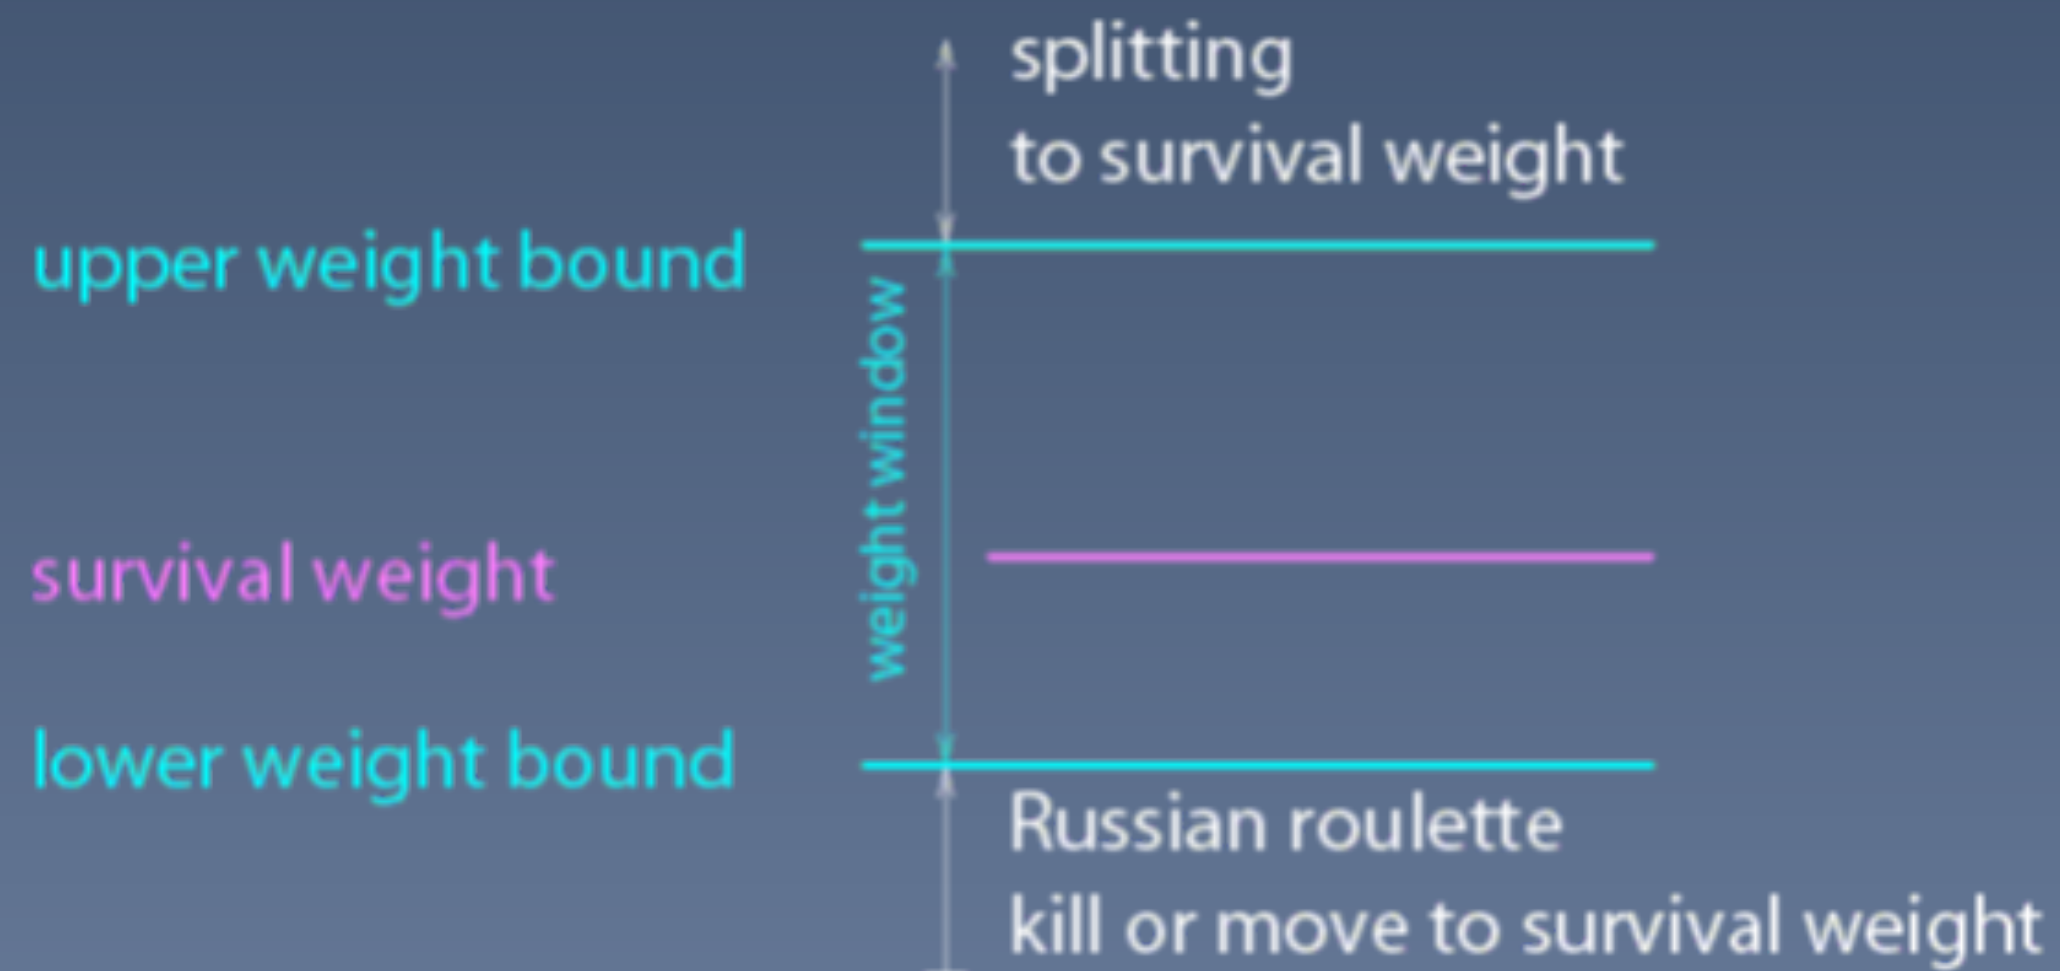 splitting
to survival weight
upper weight bound
weight window
survival weight
lower weight bound
Russian roulette
kill or move to survival weight